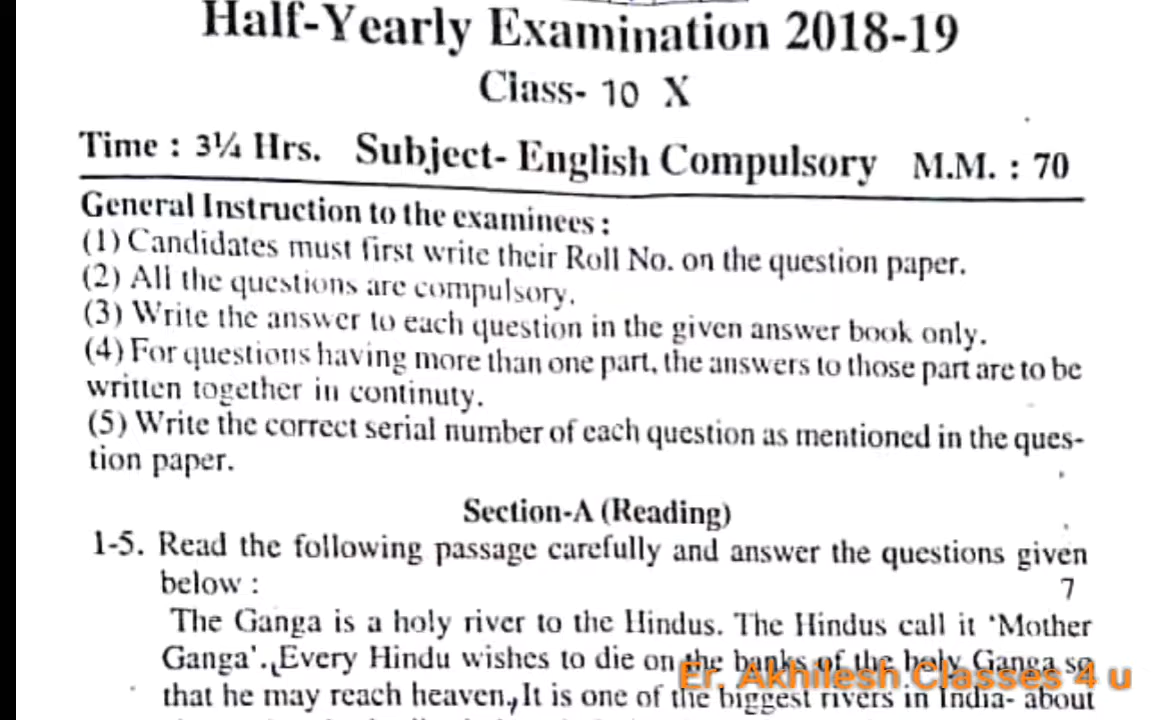 Half-Yearly Examination 2018-19
Class- 10 X
Time : 3¼ Hrs. Subject- English Compulsory M.M. : 70
General Instruction to the examinees :
(1) Candidates must first write their Roll No. on the question paper.
(2) All the questions are compulsory.
(3) Write the answer to each question in the given answer book only.
(4) For questions having more than one part, the answers to those part are to be
written together in continuty.
(5) Write the correct serial number of each question as mentioned in the ques-
tion paper.
Section-A (Reading)
1-5. Read the following passage carefully and answer the questions given
below : 7
The Ganga is a holy river to the Hindus. The Hindus call it 'Mother
Ganga'. Every Hindu wishes to die on the banks of the holy Ganga so
Er. Akhilesh Classes 4 u
that he may reach heaven, It is one of the biggest rivers in India- about